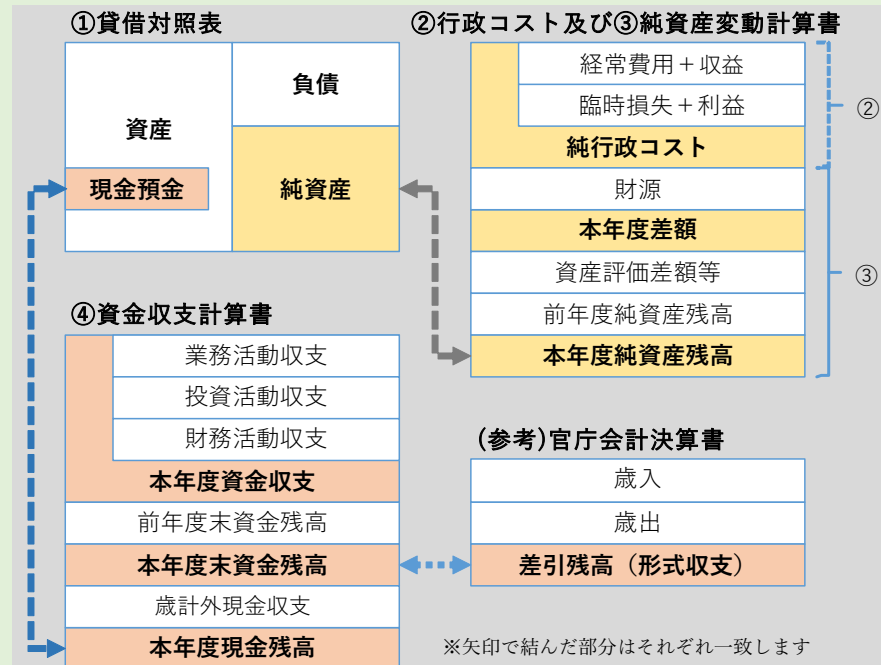 ①貸借対照表
資産
負債
現金預金
純資産
②行政コスト及び③純資産変動計算書
経常費用＋収益
臨時損失＋利益
純行政コスト
②
財源
本年度差額
資産評価差額等
前年度純資産残高
本年度純資産残高
③
④資金収支計算書
業務活動収支
投資活動収支
財務活動収支
本年度資金収支
前年度末資金残高
本年度末資金残高
歳計外現金収支
本年度現金残高
(参考)官庁会計決算書
歳入
歳出
差引残高（形式収支）
※矢印で結んだ部分はそれぞれ一致します